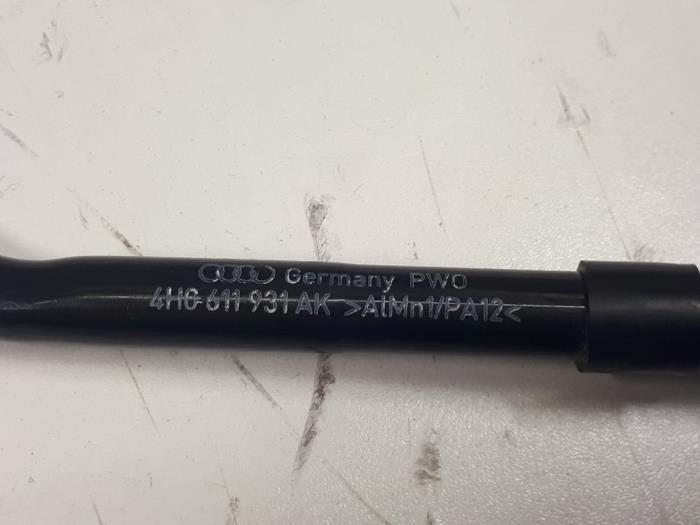 Germany PWO
4H0 611 931 AK >AlMn1/PA12<